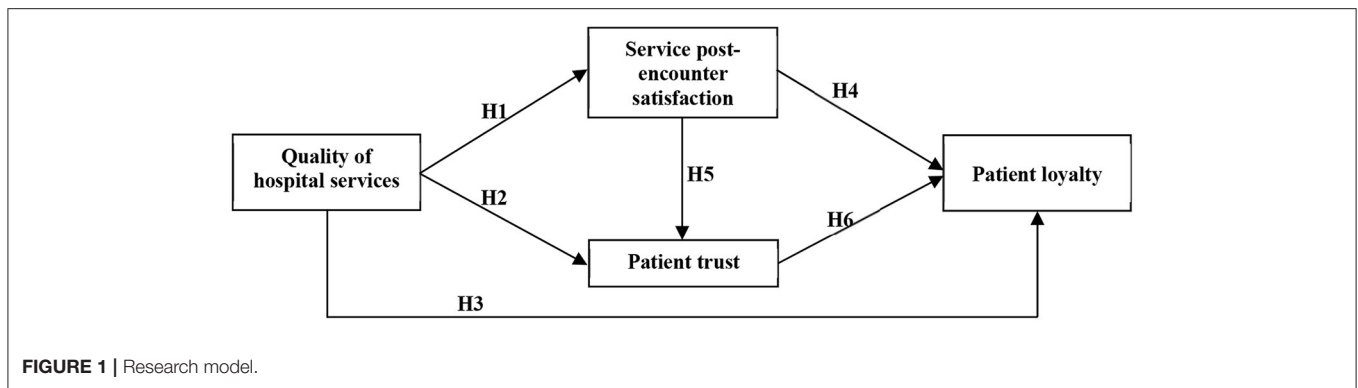 Service post-
encounter
satisfaction
H1
H4
Quality of
hospital services
H5
Patient loyalty
H2
H6
Patient trust
H3
FIGURE 1 | Research model.